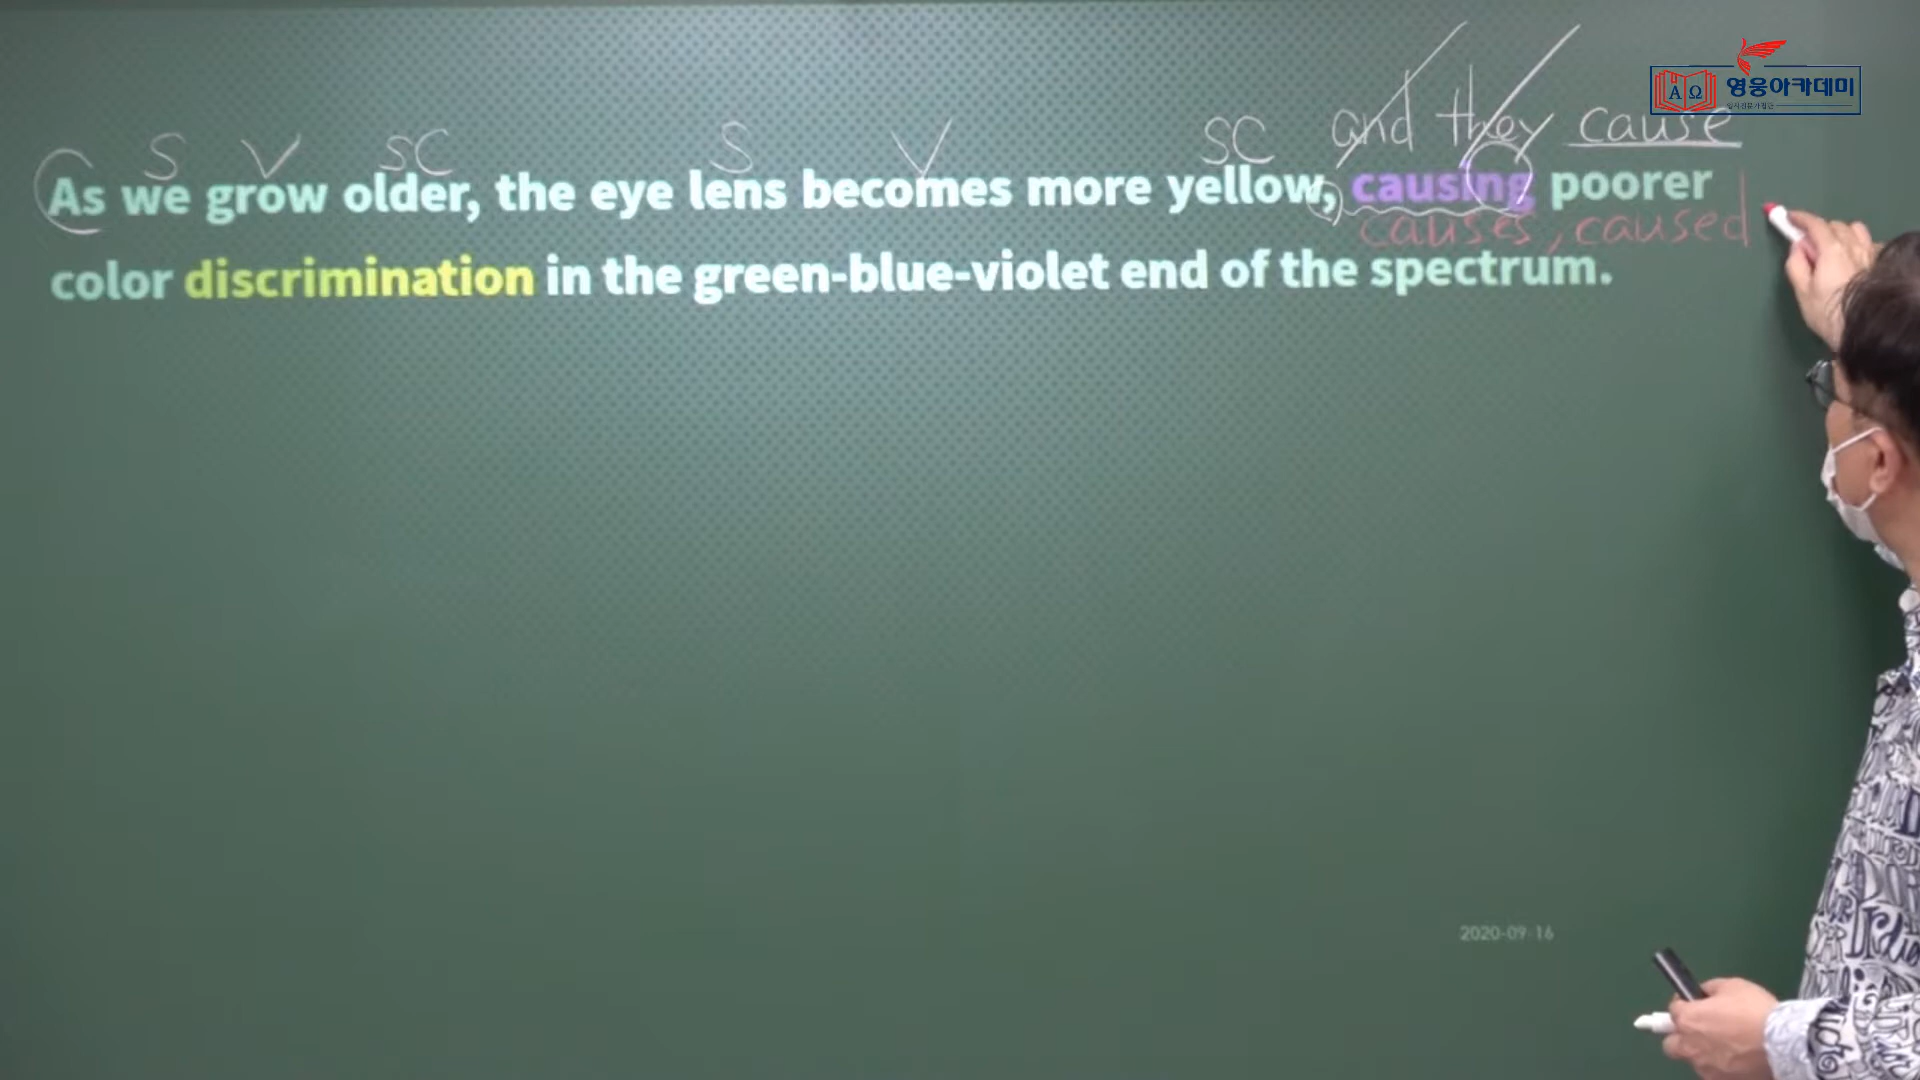 영웅아카데미
and they cause
S V SC S V SC
As we grow older, the eye lens becomes more yellow, causing poorer
causes, caused
color discrimination in the green-blue-violet end of the spectrum.
2020-09-16